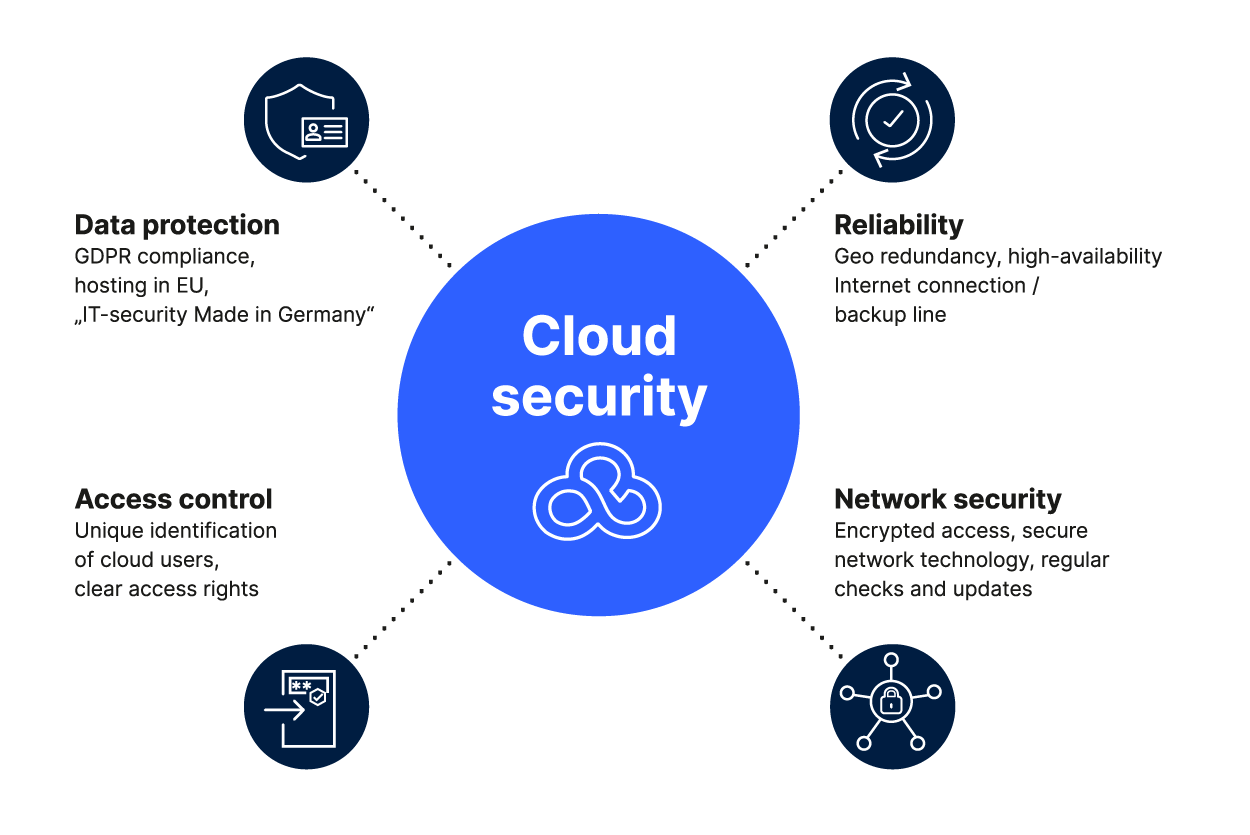 Data protection
GDPR compliance,
hosting in EU,
„IT-security Made in Germany“
Reliability
Geo redundancy, high-availability
Internet connection /
backup line
Cloud
security
Access control
Unique identification
of cloud users,
clear access rights
**
Network security
Encrypted access, secure
network technology, regular
checks and updates